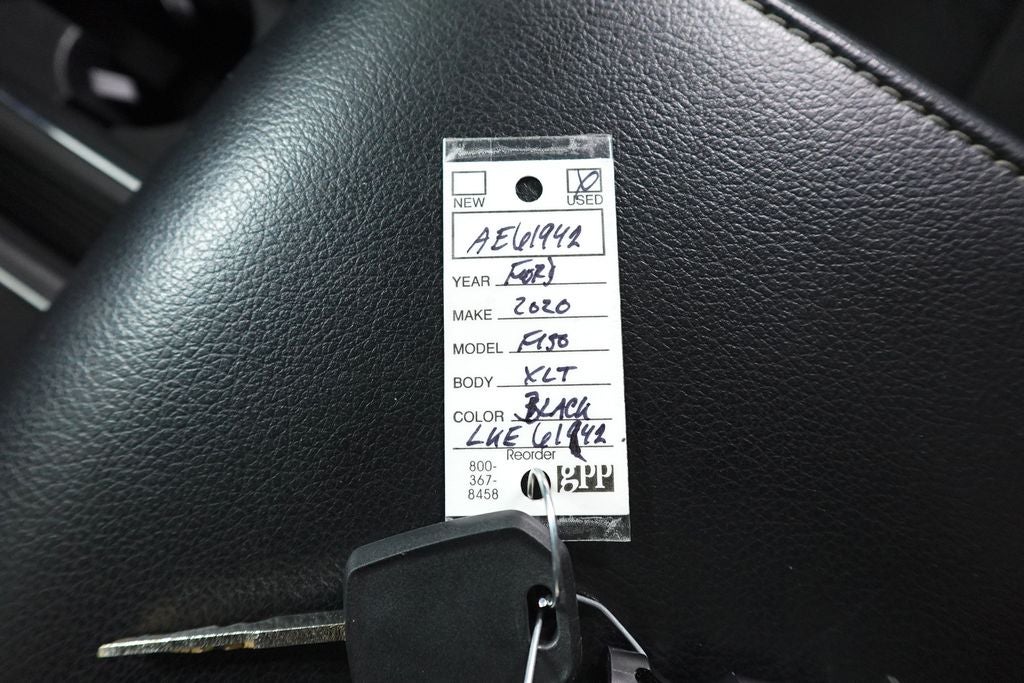 NEW USED
AE61942
YEAR FORD
MAKE 2020
MODEL F150
BODY XLT
COLOR BLACK
LKE 61942
Reorder
800-
367-
8458
gpp